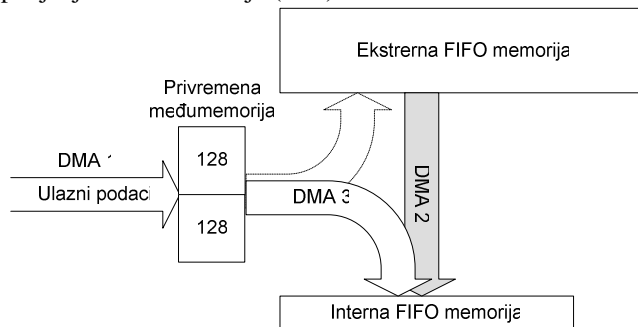 Ekstrerna FIFO memorija
Privremena
međumemorija
DMA 1
128
Ulazni podaci
DMA 3
DMA 2
128
Interna FIFO memorija